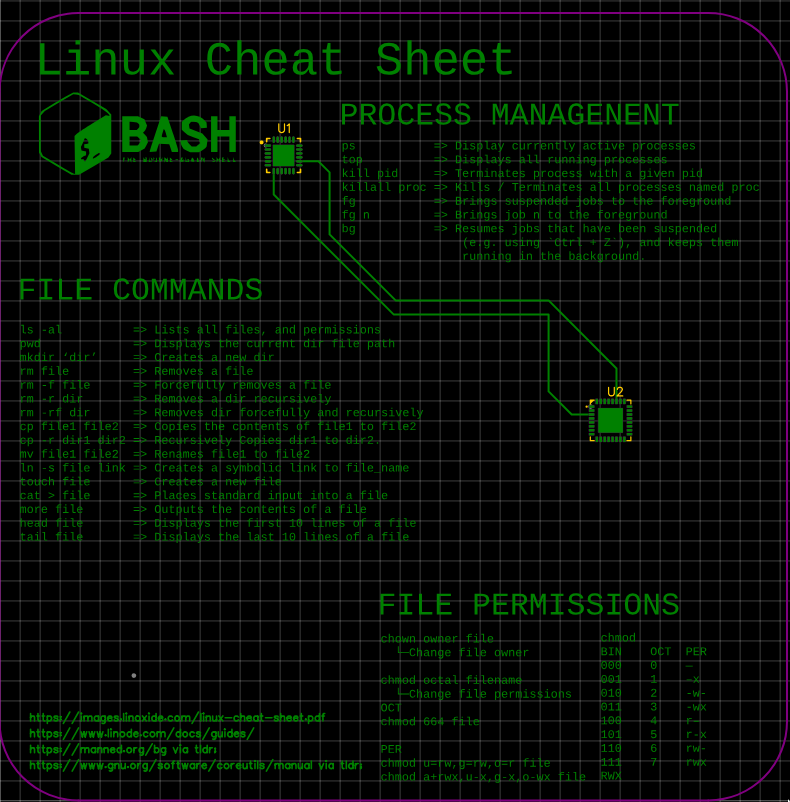 Linux Cheat Sheet
BASH
THE BOURNE-AGAIN SHELL
U1
PROCESS MANAGENENT
ps => Display currently active processes
top => Displays all running processes
kill pid => Terminates process with a given pid
killall proc => Kills / Terminates all processes named proc
fg => Brings suspended jobs to the foreground
fg n => Brings job n to the foreground
bg => Resumes jobs that have been suspended
(e.g. using `Ctrl + Z`), and keeps them
running in the background.
FILE COMMANDS
ls -al => Lists all files, and permissions
pwd => Displays the current dir file path
mkdir ‘dir’ => Creates a new dir
rm file => Removes a file
rm -f file => Forcefully removes a file
rm -r dir => Removes a dir recursively
rm -rf dir => Removes dir forcefully and recursively
cp file1 file2 => Copies the contents of file1 to file2
cp -r dir1 dir2 => Recursively Copies dir1 to dir2.
mv file1 file2 => Renames file1 to file2
ln -s file link => Creates a symbolic link to file_name
touch file => Creates a new file
cat > file => Places standard input into a file
more file => Outputs the contents of a file
head file => Displays the first 10 lines of a file
tail file => Displays the last 10 lines of a file
U2
FILE PERMISSIONS
chown owner file
└─Change file owner
chmod octal filename
└─Change file permissions
OCT
chmod 664 file
PER
chmod u=rw,g=rw,o=r file
chmod a+rwx,u-x,g-x,o-wx file
chmod
BIN OCT PER
000 0 —
001 1 -x
010 2 -w-
011 3 -wx
100 4 r—
101 5 r-x
110 6 rw-
111 7 rwx
RWX
https://images.linoxide.com/linux-cheat-sheet.pdf
https://www.linode.com/docs/guides/
https://manned.org/bg via tldri
https://www.gnu.org/software/coreutils/manual via tldri